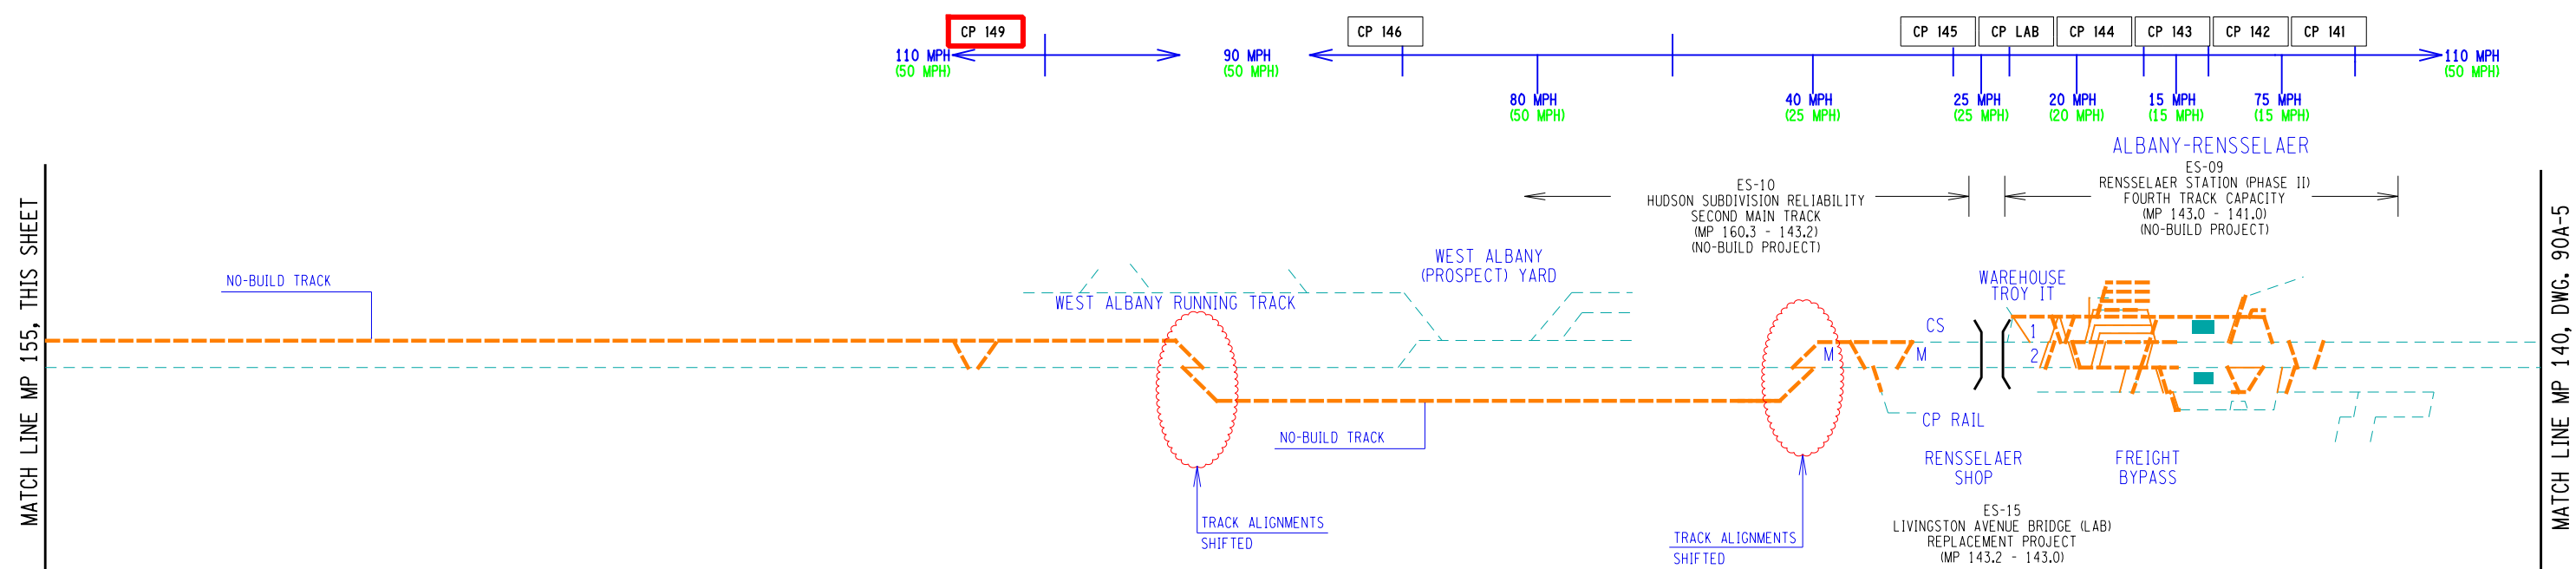 CP 149
CP 146
CP 145
CP LAB
CP 144
CP 143
CP 142
CP 141
110 MPH
(50 MPH)
90 MPH
(50 MPH)
110 MPH
(50 MPH)
80 MPH
(50 MPH)
40 MPH
(25 MPH)
25 MPH
(25 MPH)
20 MPH
(20 MPH)
15 MPH
(15 MPH)
75 MPH
(15 MPH)
ALBANY-RENSSELAER
ES-09
RENSSELAER STATION (PHASE II)
FOURTH TRACK CAPACITY
(MP 143.0 - 141.0)
(NO-BUILD PROJECT)
ES-10
HUDSON SUBDIVISION RELIABILITY
SECOND MAIN TRACK
(MP 160.3 - 143.2)
(NO-BUILD PROJECT)
MATCH LINE MP 155, THIS SHEET
NO-BUILD TRACK
WEST ALBANY RUNNING TRACK
WEST ALBANY
(PROSPECT) YARD
WAREHOUSE
TROY IT
CS
1
M
M
2
CP RAIL
NO-BUILD TRACK
RENSSELAER
SHOP
FREIGHT
BYPASS
TRACK ALIGNMENTS
SHIFTED
TRACK ALIGNMENTS
SHIFTED
ES-15
LIVINGSTON AVENUE BRIDGE (LAB)
REPLACEMENT PROJECT
(MP 143.2 - 143.0)
MATCH LINE MP 140, DWG. 90A-5